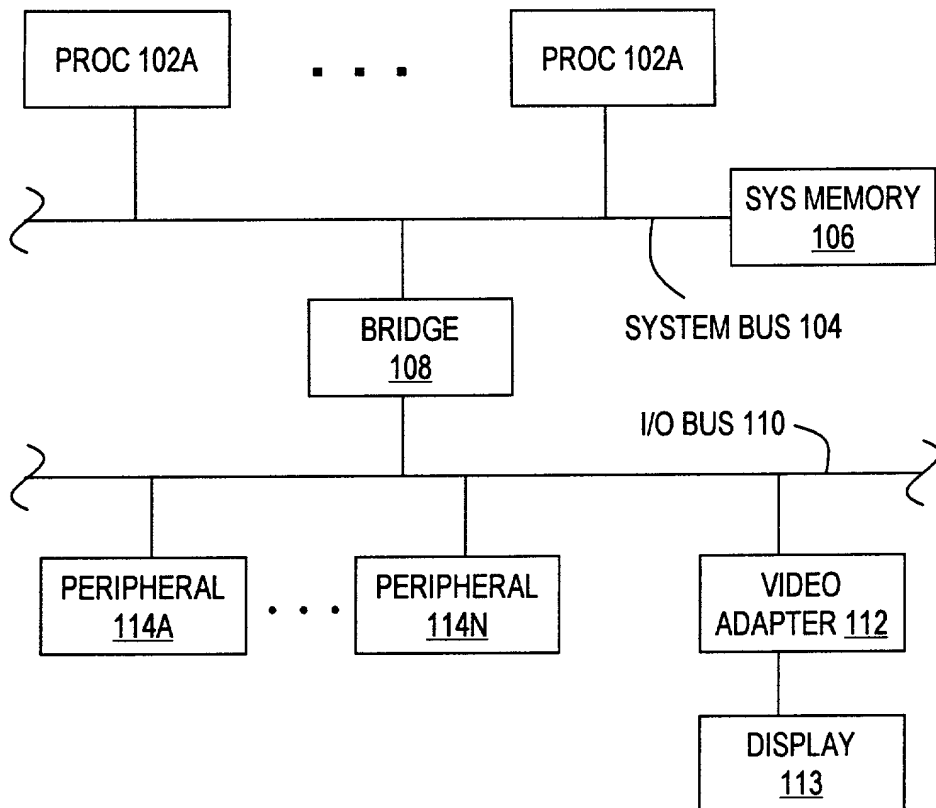 PROC 102A
PROC 102A
SYS MEMORY
106
SYSTEM BUS 104
BRIDGE
108
I/O BUS 110
PERIPHERAL
114A
PERIPHERAL
114N
VIDEO
ADAPTER 112
DISPLAY
113